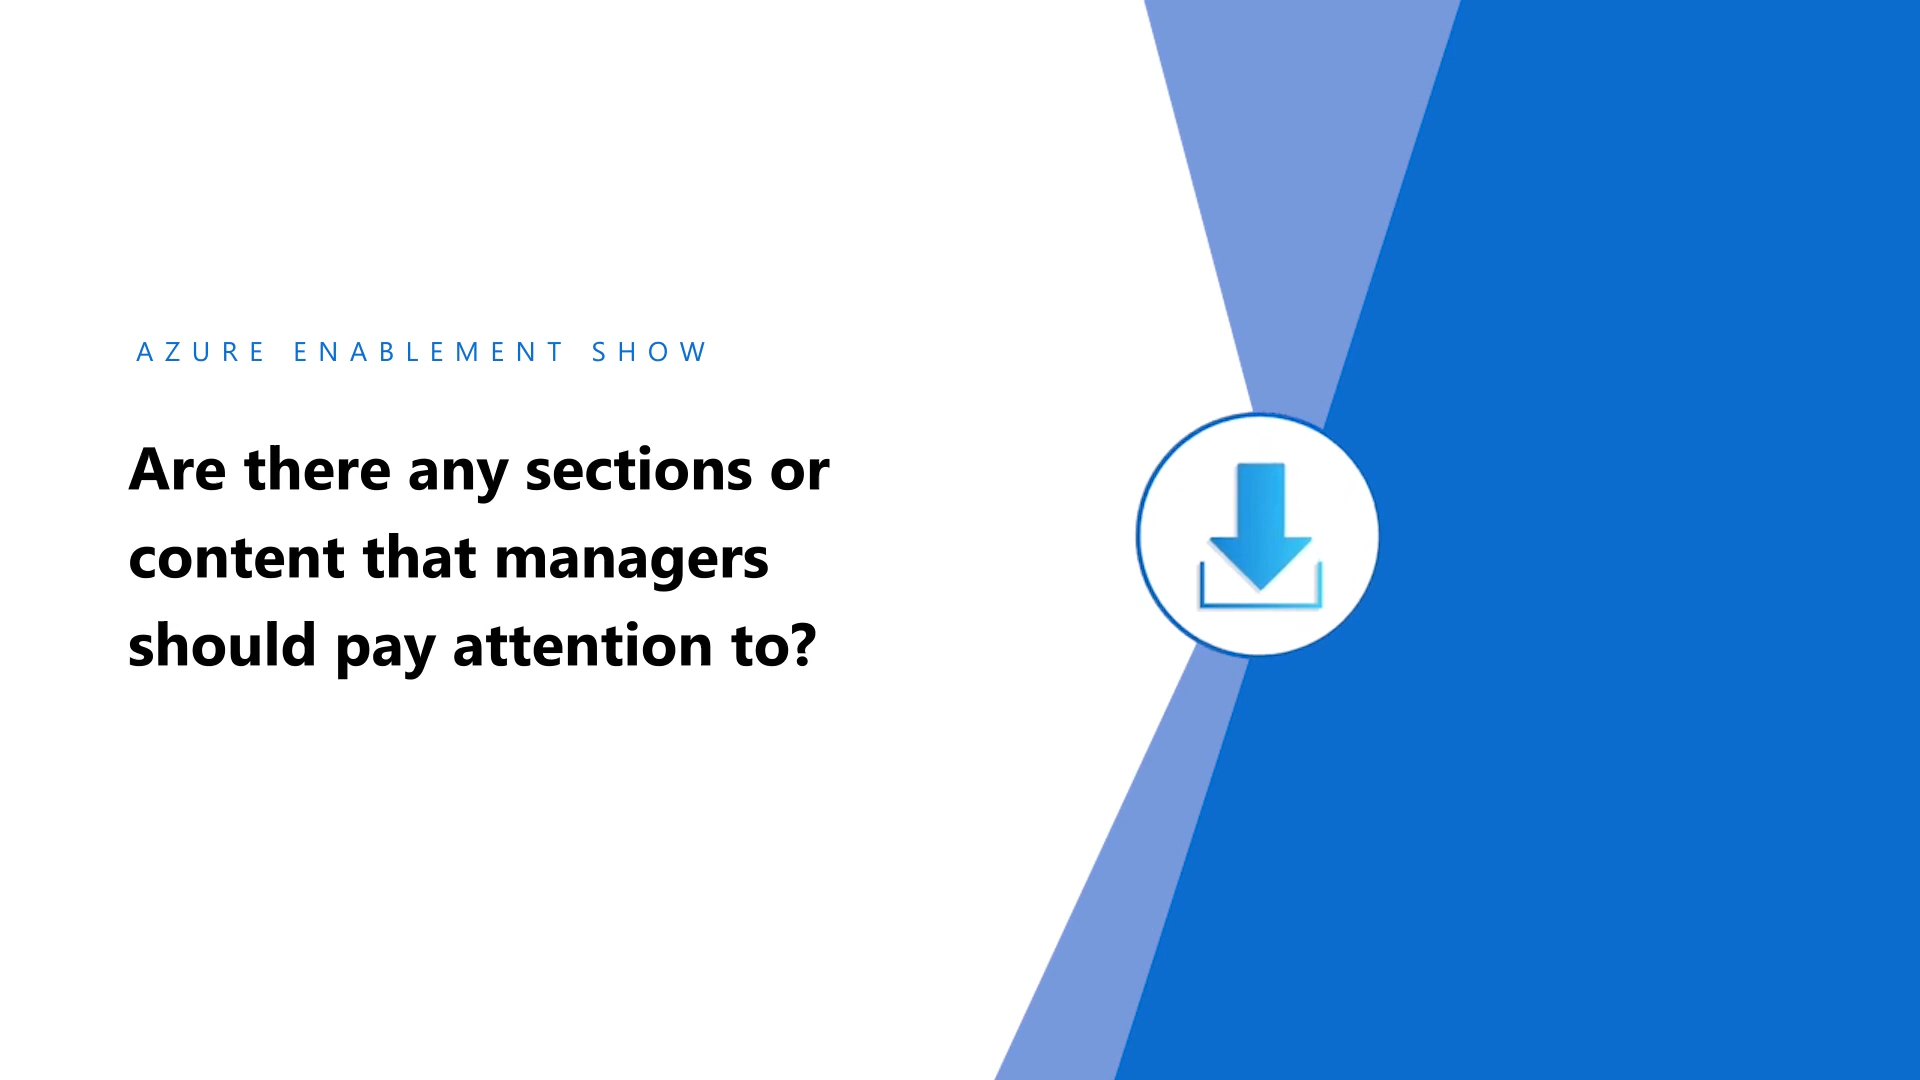 AZURE ENABLEMENT SHOW
Are there any sections or
content that managers
should pay attention to?